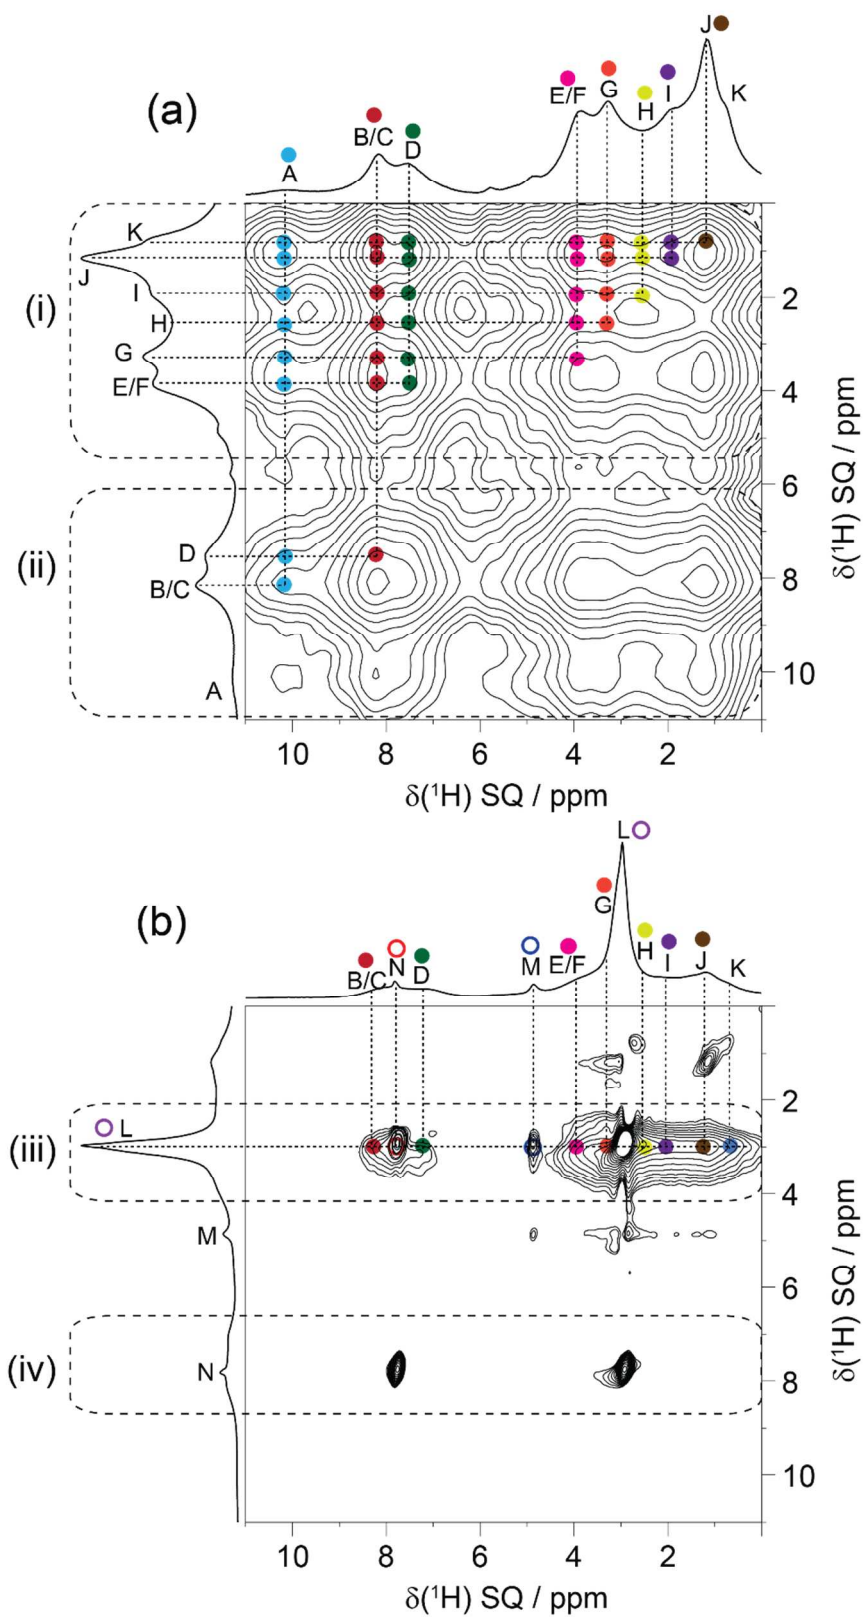 (a)
J
E/F
G
H
I
K
B/C
D
A
K
J
I
H
G
E/F
(i)
2
4
6
8
10
δ(¹H) SQ / ppm
(ii)
D
B/C
A
10 8 6 4 2
δ(¹H) SQ / ppm
(b)
L
G
B/C
N
D
M
E/F
H
I
J
K
(iii)
L
M
(iv)
N
2
4
6
8
10
δ(¹H) SQ / ppm
10 8 6 4 2
δ(¹H) SQ / ppm